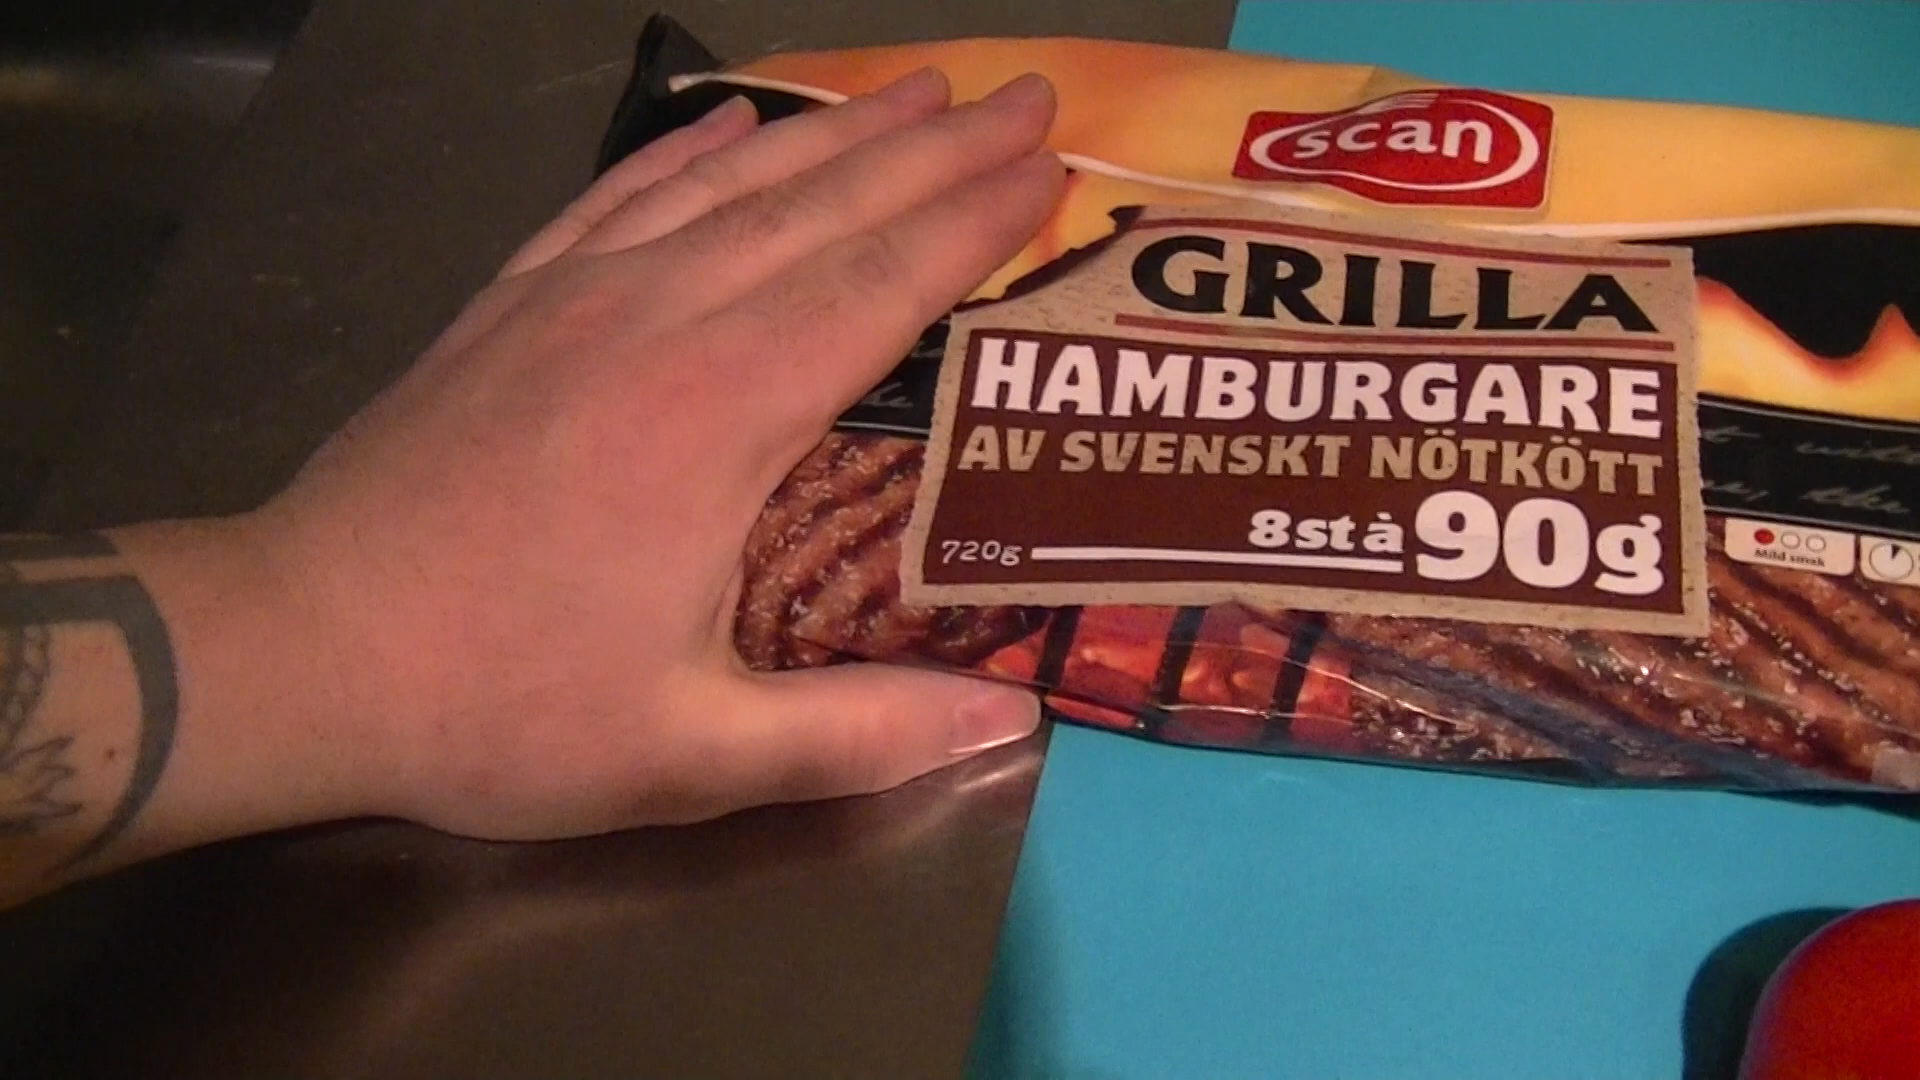 scan
GRILLA
HAMBURGARE
AV SVENSKT NÖTKÖTT
8st à 90g
720g
Mild smak